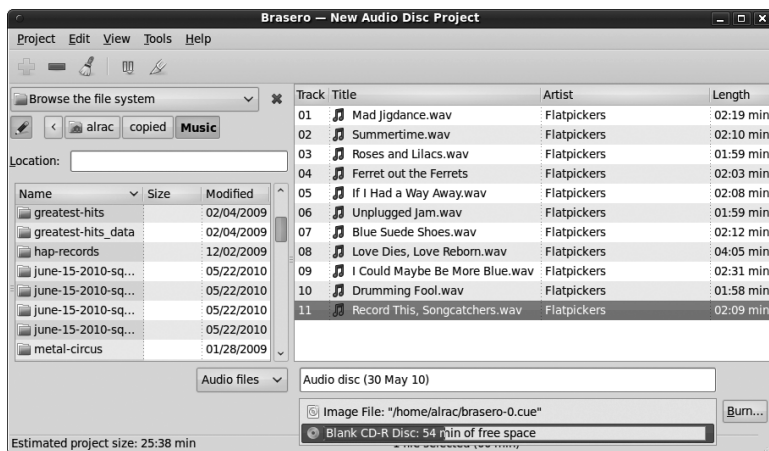 Brasero — New Audio Disc Project
Project Edit View Tools Help
Browse the file system
alrac copied Music
Location:
Name Size Modified
greatest-hits 02/04/2009
greatest-hits_data 02/04/2009
hap-records 12/02/2009
june-15-2010-sq... 05/22/2010
june-15-2010-sq... 05/22/2010
june-15-2010-sq... 05/22/2010
june-15-2010-sq... 05/22/2010
metal-circus 01/28/2009
Audio files
Track Title Artist Length
01 Mad Jigdance.wav Flatpickers 02:19 min
02 Summertime.wav Flatpickers 02:10 min
03 Roses and Lilacs.wav Flatpickers 01:59 min
04 Ferret out the Ferrets Flatpickers 02:03 min
05 If I Had a Way Away.wav Flatpickers 02:08 min
06 Unplugged Jam.wav Flatpickers 01:59 min
07 Blue Suede Shoes.wav Flatpickers 02:12 min
08 Love Dies, Love Reborn.wav Flatpickers 04:05 min
09 I Could Maybe Be More Blue.wav Flatpickers 02:31 min
10 Drumming Fool.wav Flatpickers 01:58 min
11 Record This, Songcatchers.wav Flatpickers 02:09 min
Audio disc (30 May 10)
Image File: "/home/alrac/brasero-0.cue"
Burn...
Blank CD-R Disc: 54 min of free space
Estimated project size: 25:38 min